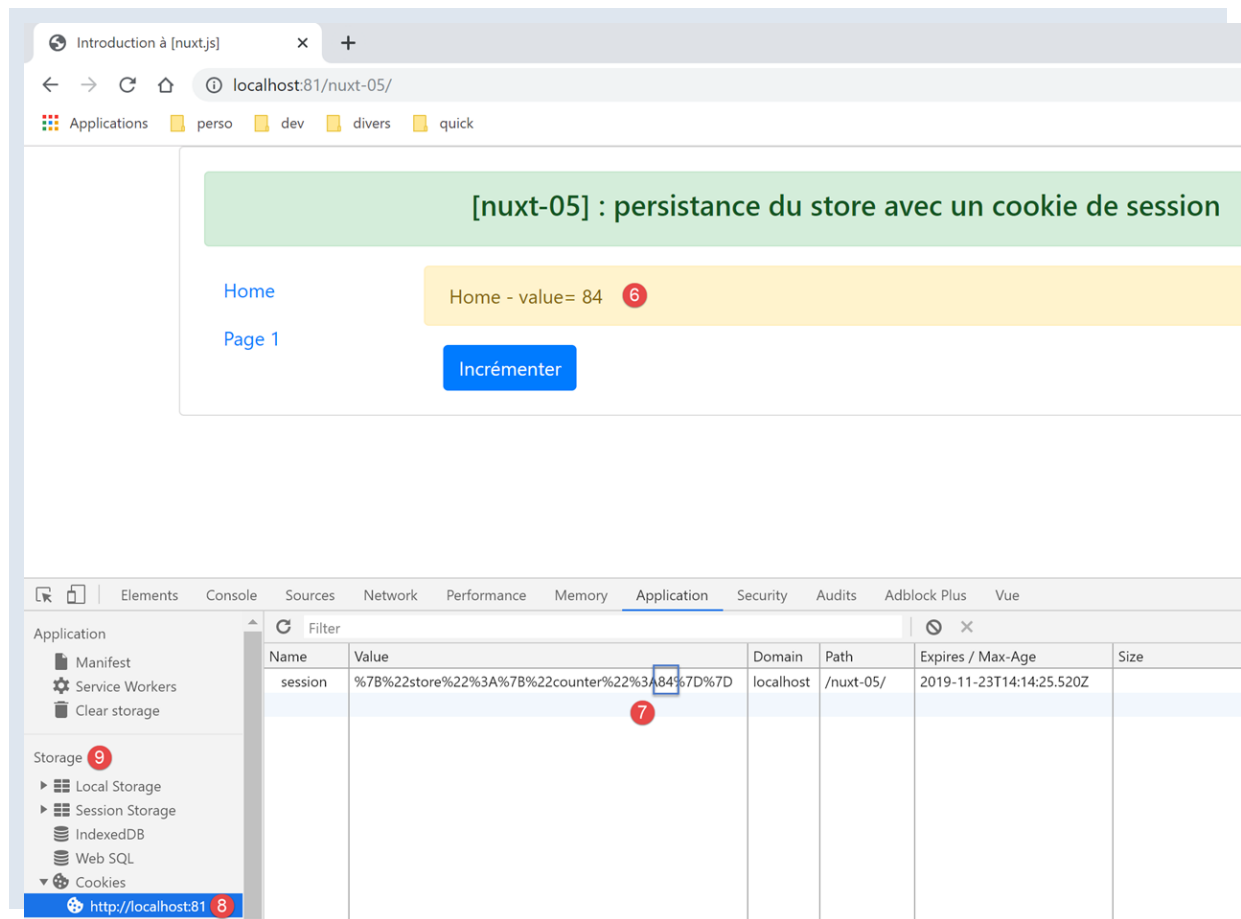 Introduction à [nuxt.js]
localhost:81/nuxt-05/
Applications perso dev divers quick
[nuxt-05] : persistance du store avec un cookie de session
Home
Home - value= 84 6
Page 1
Incrémenter
Elements Console Sources Network Performance Memory Application Security Audits Adblock Plus Vue
Application
Filter
Manifest
Service Workers
Clear storage
Name Value Domain Path Expires / Max-Age Size
session %7B%22store%22%3A%7B%22counter%22%3A84%7D%7D localhost /nuxt-05/ 2019-11-23T14:14:25.520Z
7
Storage 9
Local Storage
Session Storage
IndexedDB
Web SQL
Cookies
http://localhost:81 8